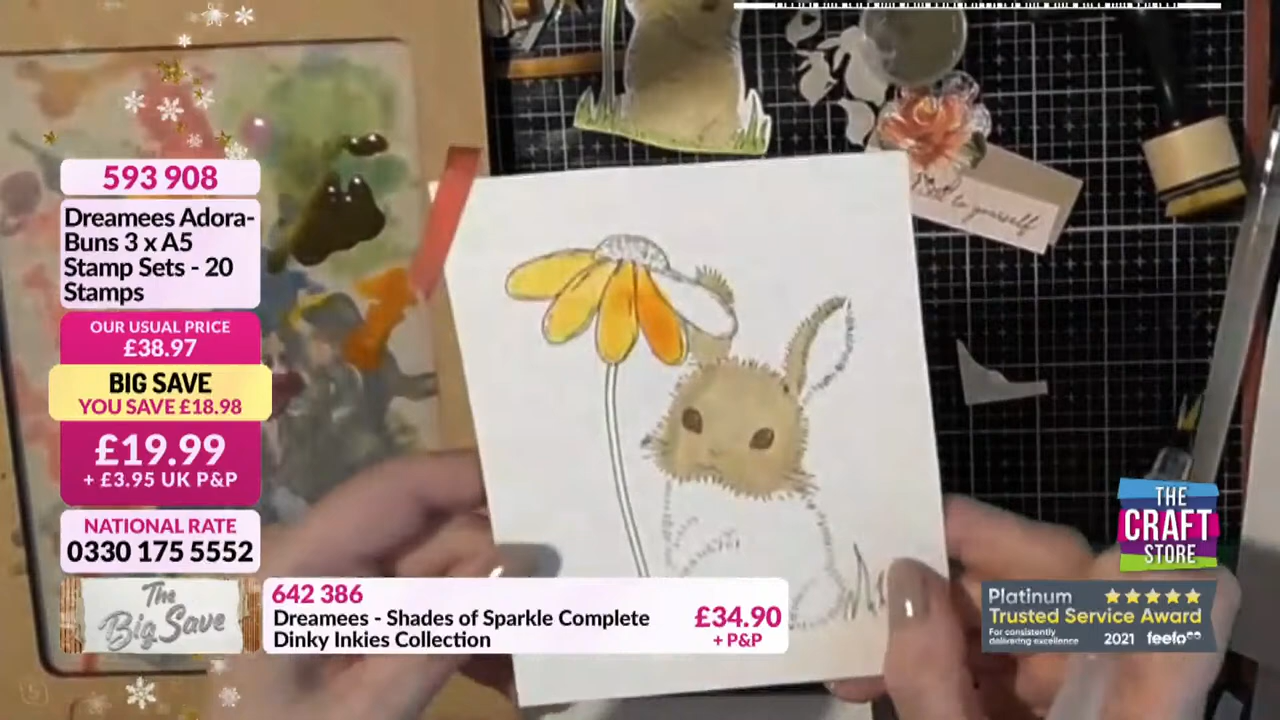 593 908
Dreamees Adora-
Buns 3 x A5
Stamp Sets - 20
Stamps
OUR USUAL PRICE
£38.97
BIG SAVE
YOU SAVE £18.98
£19.99
+ £3.95 UK P&P
NATIONAL RATE
0330 175 5552
The
Big Save
642 386
Dreamees - Shades of Sparkle Complete
Dinky Inkies Collection
£34.90
+ P&P
to yourself
THE
CRAFT
STORE
Platinum
Trusted Service Award
For consistently
delivering excellence
2021 feefo